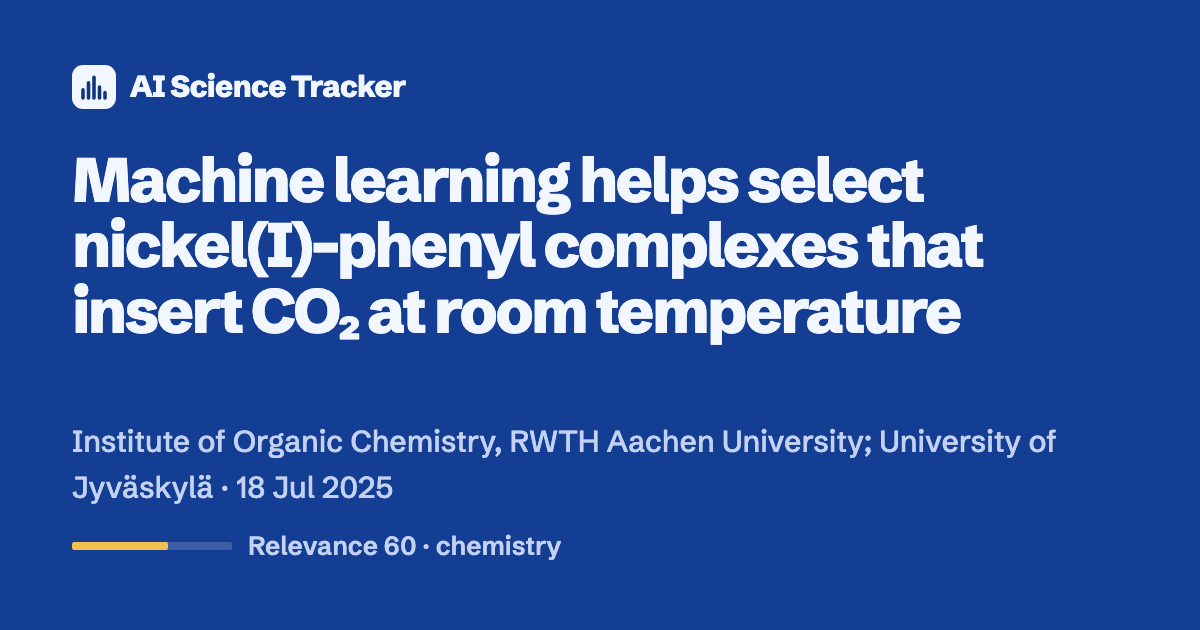 AI Science Tracker
Machine learning helps select
nickel(I)–phenyl complexes that
insert CO₂ at room temperature
Institute of Organic Chemistry, RWTH Aachen University; University of
Jyväskylä · 18 Jul 2025
Relevance 60 · chemistry